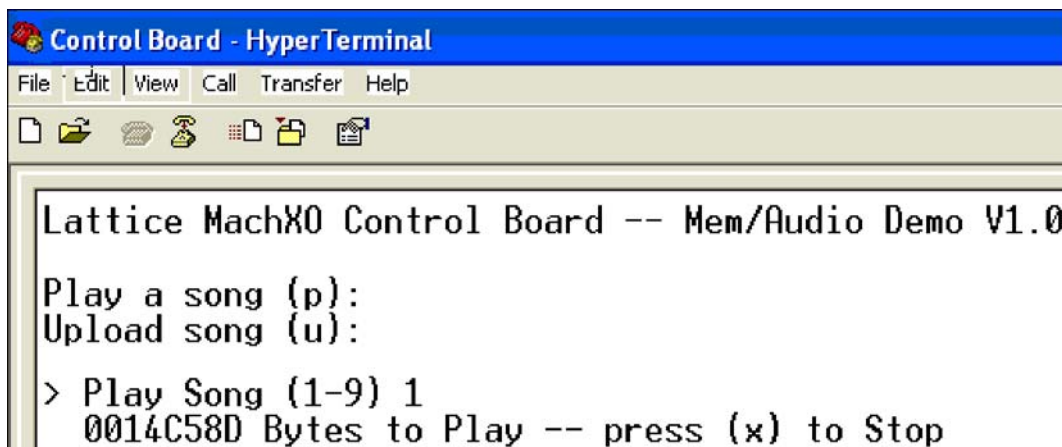 Control Board - HyperTerminal
File Edit View Call Transfer Help
Lattice MachXO Control Board -- Mem/Audio Demo V1.0
Play a song (p):
Upload song (u):
> Play Song (1-9) 1
0014C58D Bytes to Play -- press (x) to Stop